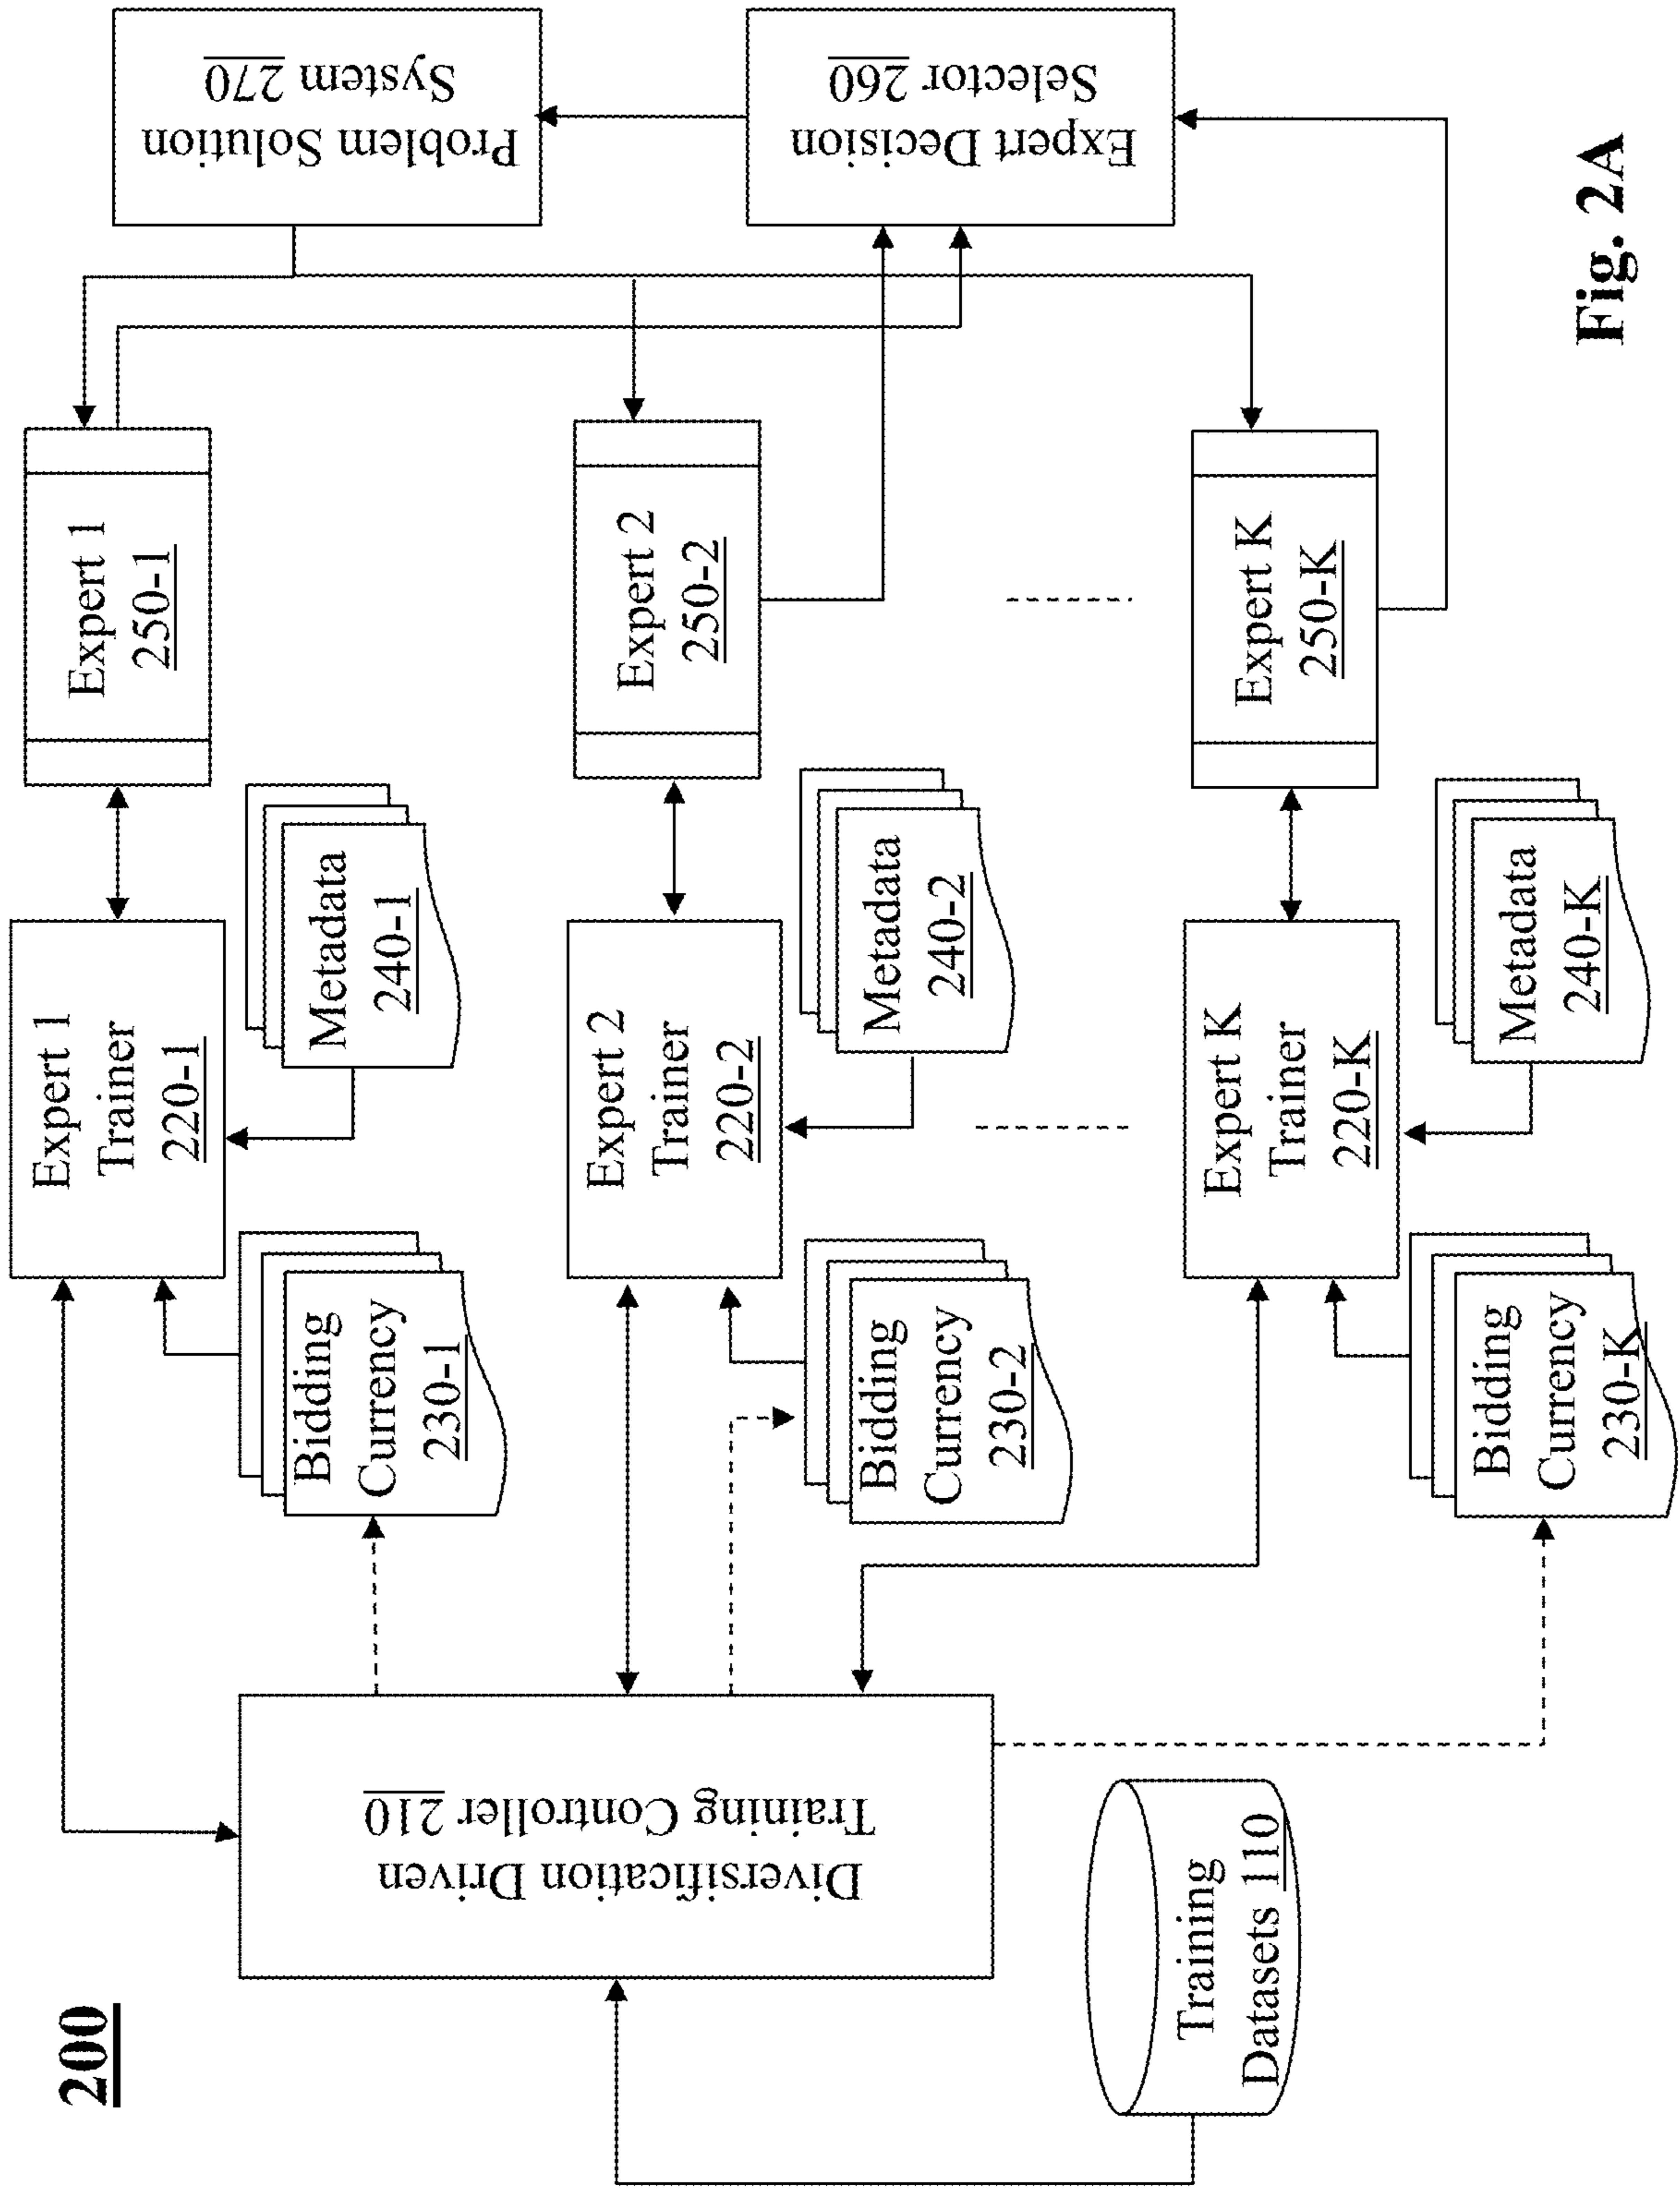 200
Expert 1
Trainer
220-1
Expert 1
250-1
Problem Solution
System 270
Bidding
Currency
230-1
Metadata
240-1
Diversification Driven
Training Controller 210
Expert 2
Trainer
220-2
Expert 2
250-2
Bidding
Currency
230-2
Metadata
240-2
Expert Decision
Selector 260
Training
Datasets 110
Expert K
Trainer
220-K
Expert K
250-K
Bidding
Currency
230-K
Metadata
240-K
Fig. 2A